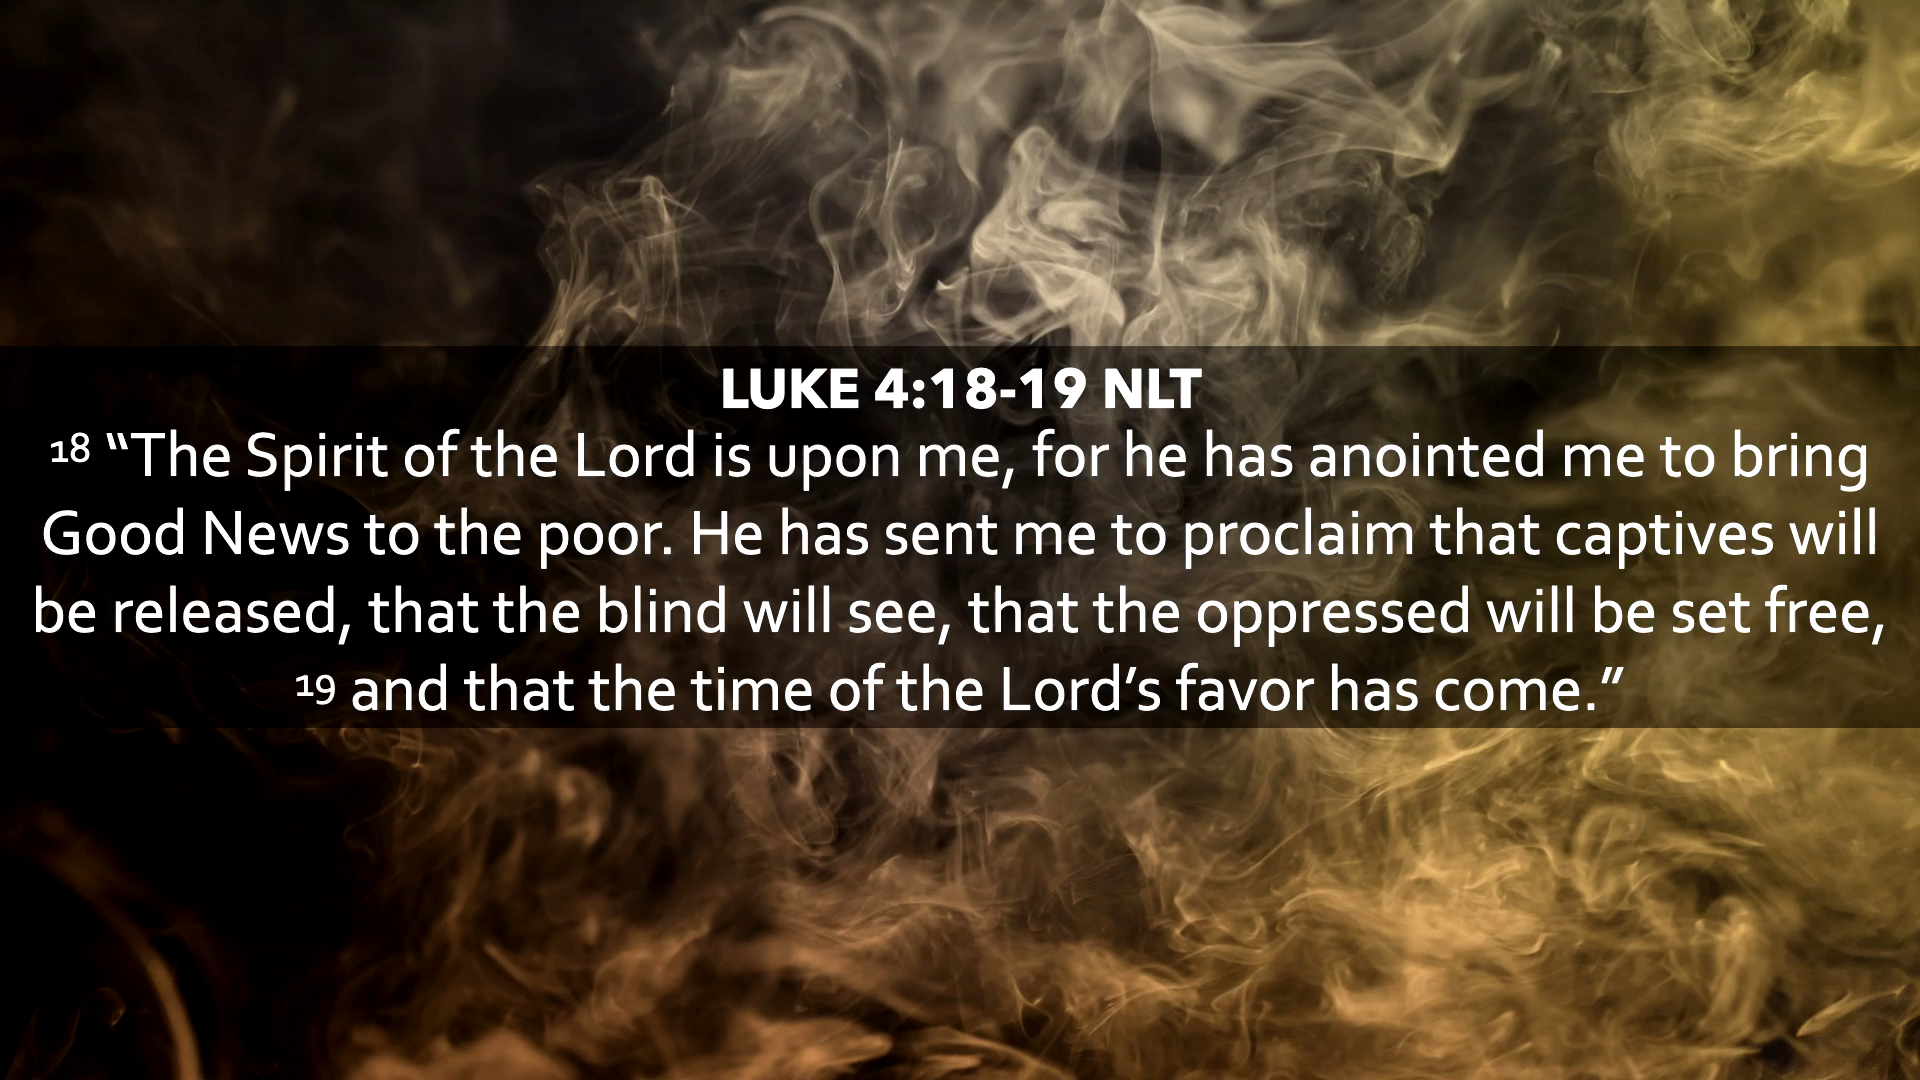 LUKE 4:18-19 NLT
18 “The Spirit of the Lord is upon me, for he has anointed me to bring
Good News to the poor. He has sent me to proclaim that captives will
be released, that the blind will see, that the oppressed will be set free,
19 and that the time of the Lord’s favor has come.”